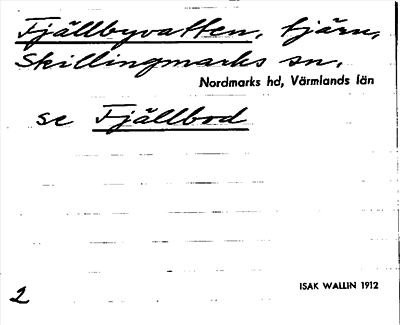 Fjällbyvatten, tjärn,
Skillingmarks sn.
Nordmarks hd, Värmlands län
se Fjällbod
2
ISAK WALLIN 1912